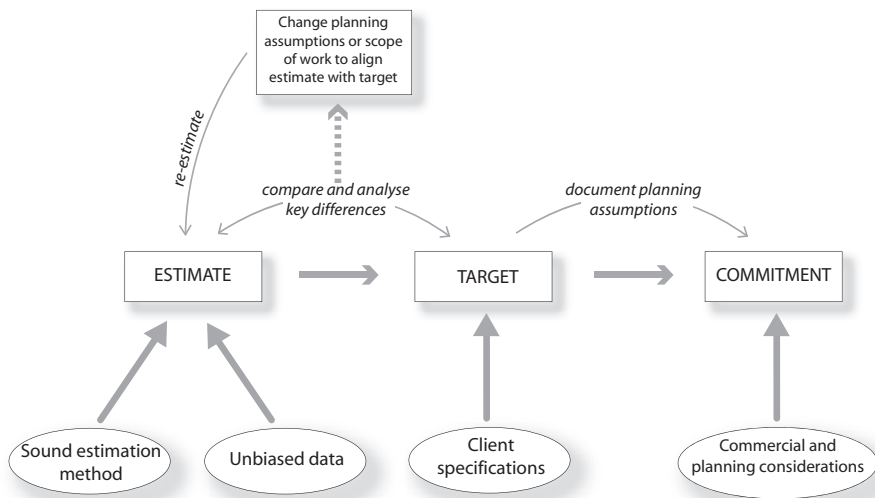 Change planning
assumptions or scope
of work to align
estimate with target
re-estimate
compare and analyse
key differences
document planning
assumptions
ESTIMATE
TARGET
COMMITMENT
Sound estimation
method
Unbiased data
Client
specifications
Commercial and
planning considerations